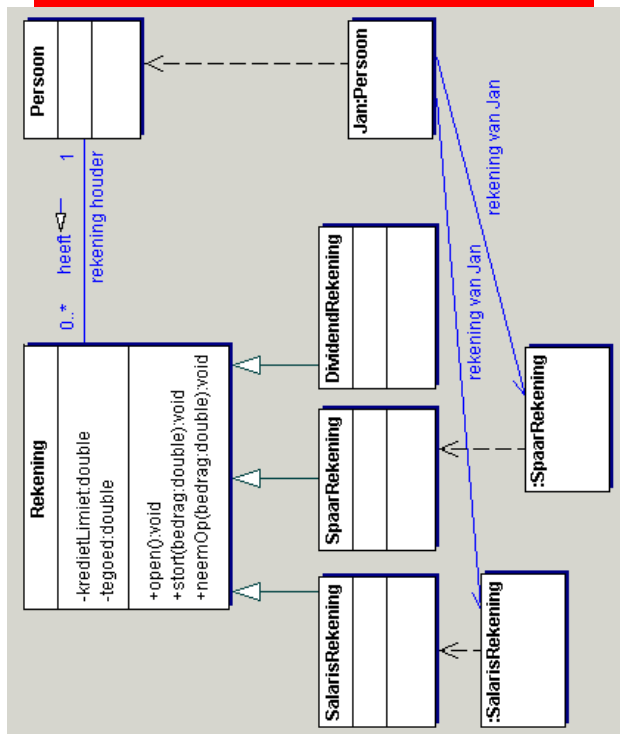 Rekening
-kredietLimiet:double
-tegoed:double
+open():void
+stort(bedrag:double):void
+neemOp(bedrag:double):void
0..*
heeft
1
rekening houder
Persoon
SalarisRekening
SpaarRekening
DividendRekening
Jan:Persoon
rekening van Jan
rekening van Jan
:SalarisRekening
:SpaarRekening